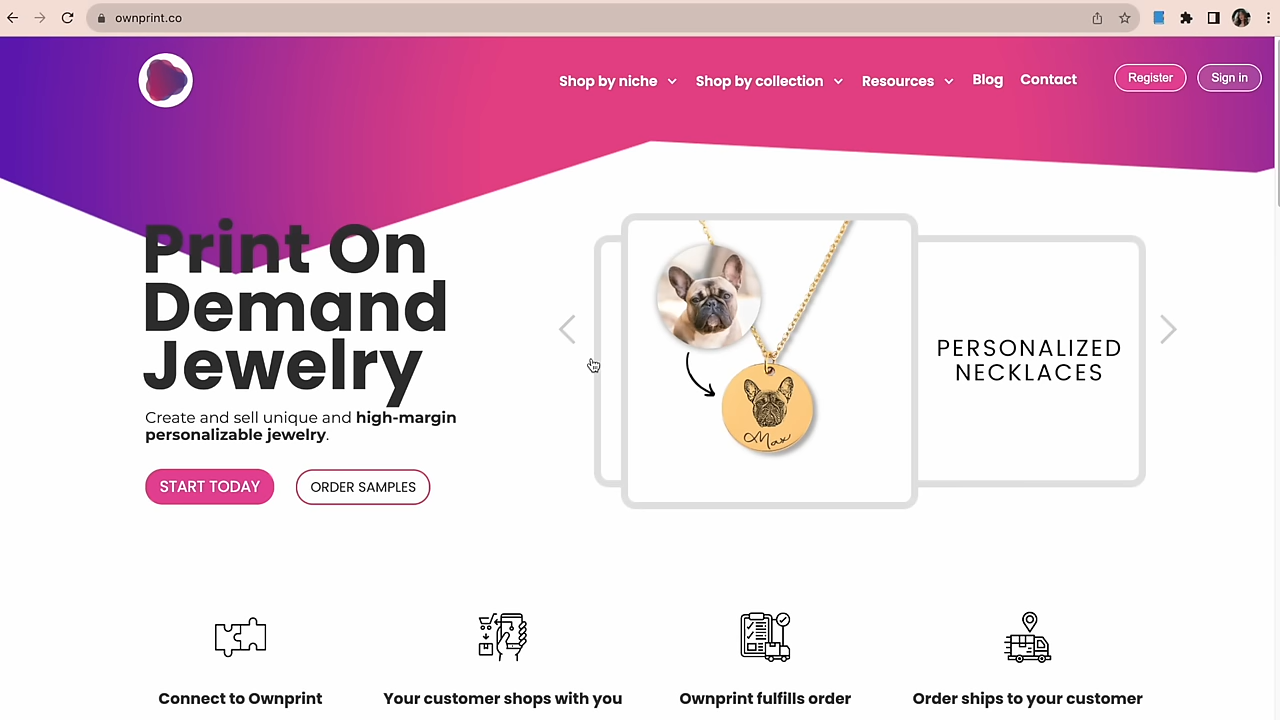 ownprint.co
Shop by niche
Shop by collection
Resources
Blog
Contact
Register
Sign in
Print On
Demand
Jewelry
Create and sell unique and high-margin
personalizable jewelry.
START TODAY
ORDER SAMPLES
Max
PERSONALIZED
NECKLACES
Connect to Ownprint
Your customer shops with you
Ownprint fulfills order
Order ships to your customer